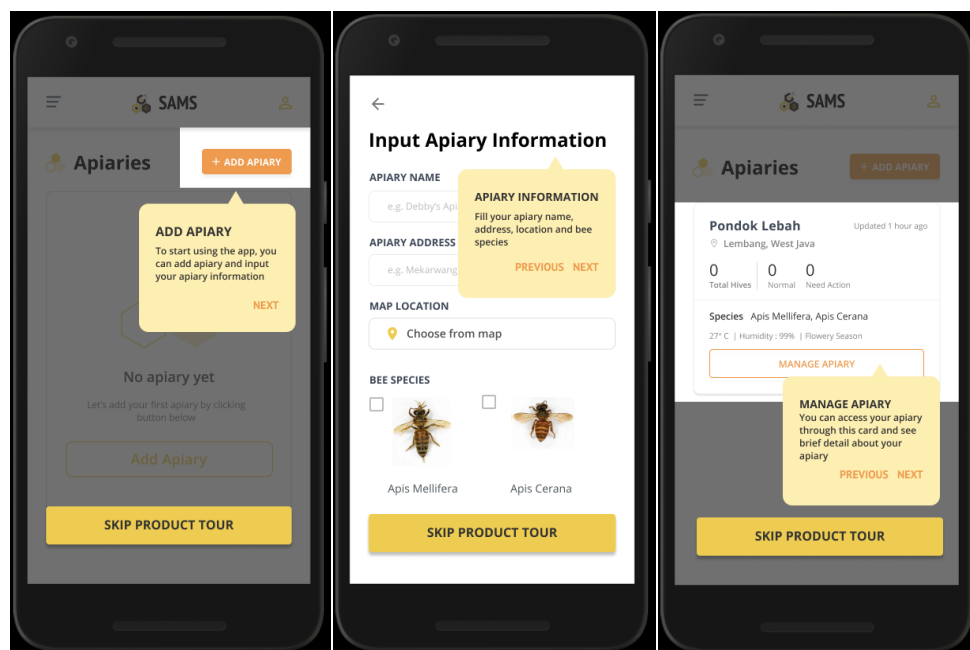 SAMS
Apiaries
+ ADD APIARY
ADD APIARY
To start using the app, you
can add apiary and input
your apiary information
NEXT
No apiary yet
Let's add your first apiary by clicking
button below
Add Apiary
SKIP PRODUCT TOUR
Input Apiary Information
APIARY NAME
e.g. Debby's Api
APIARY INFORMATION
Fill your apiary name,
address, location and bee
species
PREVIOUS NEXT
APIARY ADDRESS
e.g. Mekarwang
MAP LOCATION
Choose from map
BEE SPECIES
Apis Mellifera
Apis Cerana
SKIP PRODUCT TOUR
SAMS
Apiaries
+ ADD APIARY
Pondok Lebah
Updated 1 hour ago
Lembang, West Java
0 0 0
Total Hives Normal Need Action
Species Apis Mellifera, Apis Cerana
27° C | Humidity : 99% | Flowery Season
MANAGE APIARY
MANAGE APIARY
You can access your apiary
through this card and see
brief detail about your
apiary
PREVIOUS NEXT
SKIP PRODUCT TOUR